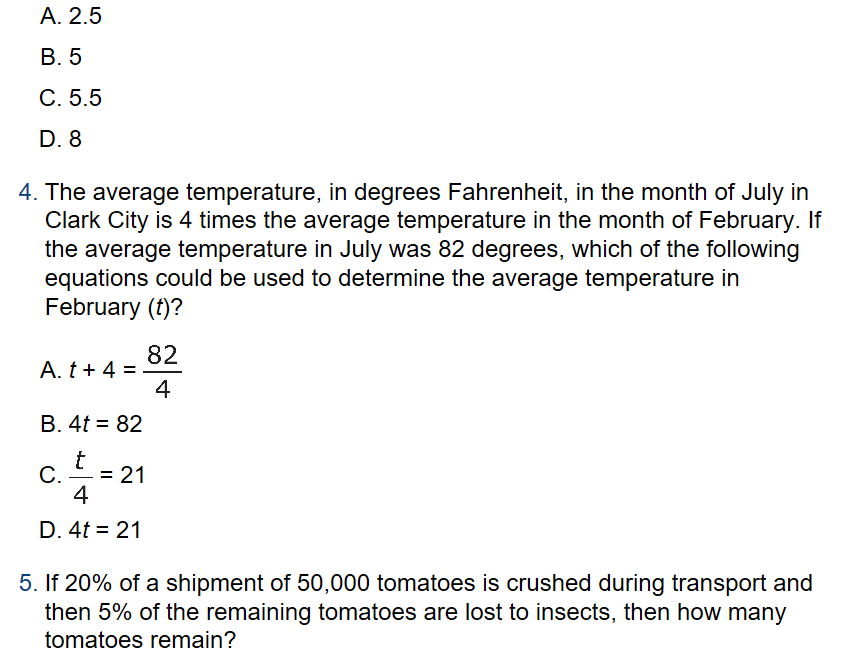 A. 2.5
B. 5
C. 5.5
D. 8
4. The average temperature, in degrees Fahrenheit, in the month of July in
Clark City is 4 times the average temperature in the month of February. If
the average temperature in July was 82 degrees, which of the following
equations could be used to determine the average temperature in
February (t)?
A. t + 4 = 82/4
B. 4t = 82
C. t/4 = 21
D. 4t = 21
5. If 20% of a shipment of 50,000 tomatoes is crushed during transport and
then 5% of the remaining tomatoes are lost to insects, then how many
tomatoes remain?